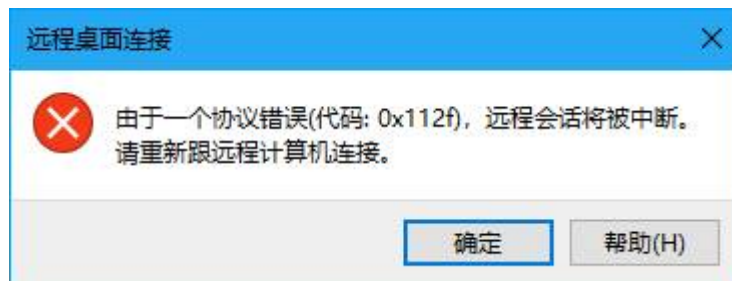 远程桌面连接
由于一个协议错误(代码: 0x112f)，远程会话将被中断。
请重新跟远程计算机连接。
确定
帮助(H)